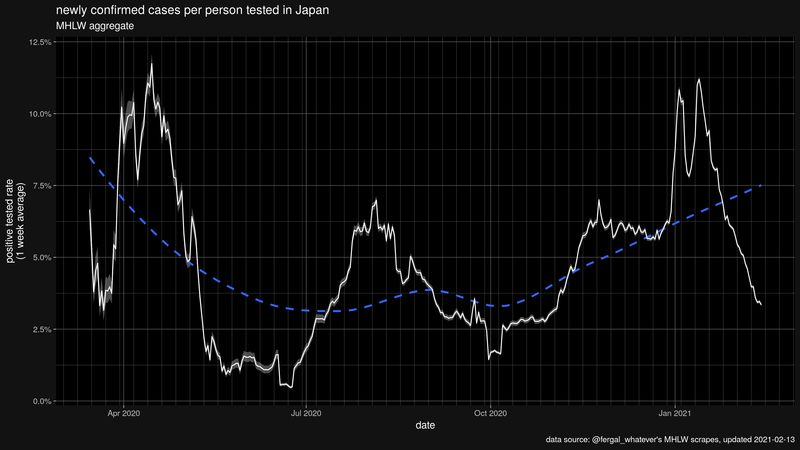 newly confirmed cases per person tested in Japan
MHLW aggregate
12.5%
10.0%
7.5%
5.0%
2.5%
0.0%
positive tested rate
(1 week average)
Apr 2020
Jul 2020
Oct 2020
Jan 2021
date
data source: @fergal_whatever's MHLW scrapes, updated 2021-02-13